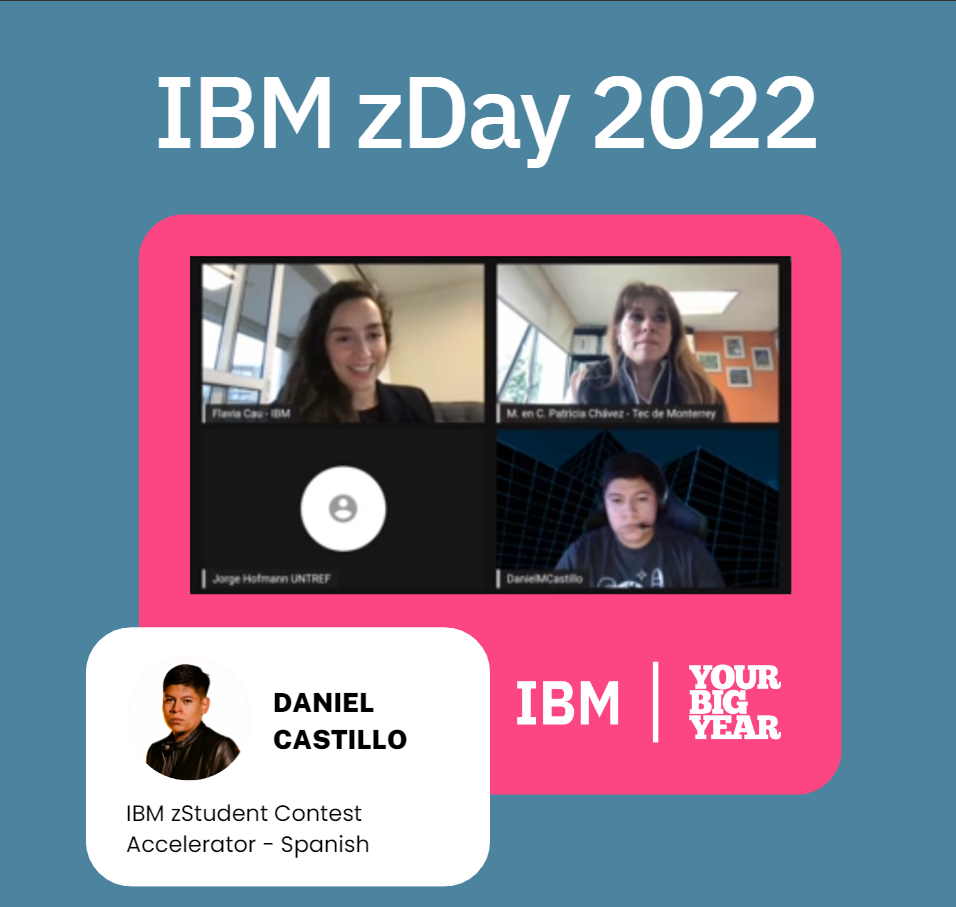 IBM zDay 2022
Flavia Cau - IBM
M. en C. Patricia Chávez - Tec de Monterrey
Jorge Hofmann UNTREF
DanielMCastillo
IBM
YOUR
BIG
YEAR
DANIEL
CASTILLO
IBM zStudent Contest
Accelerator - Spanish